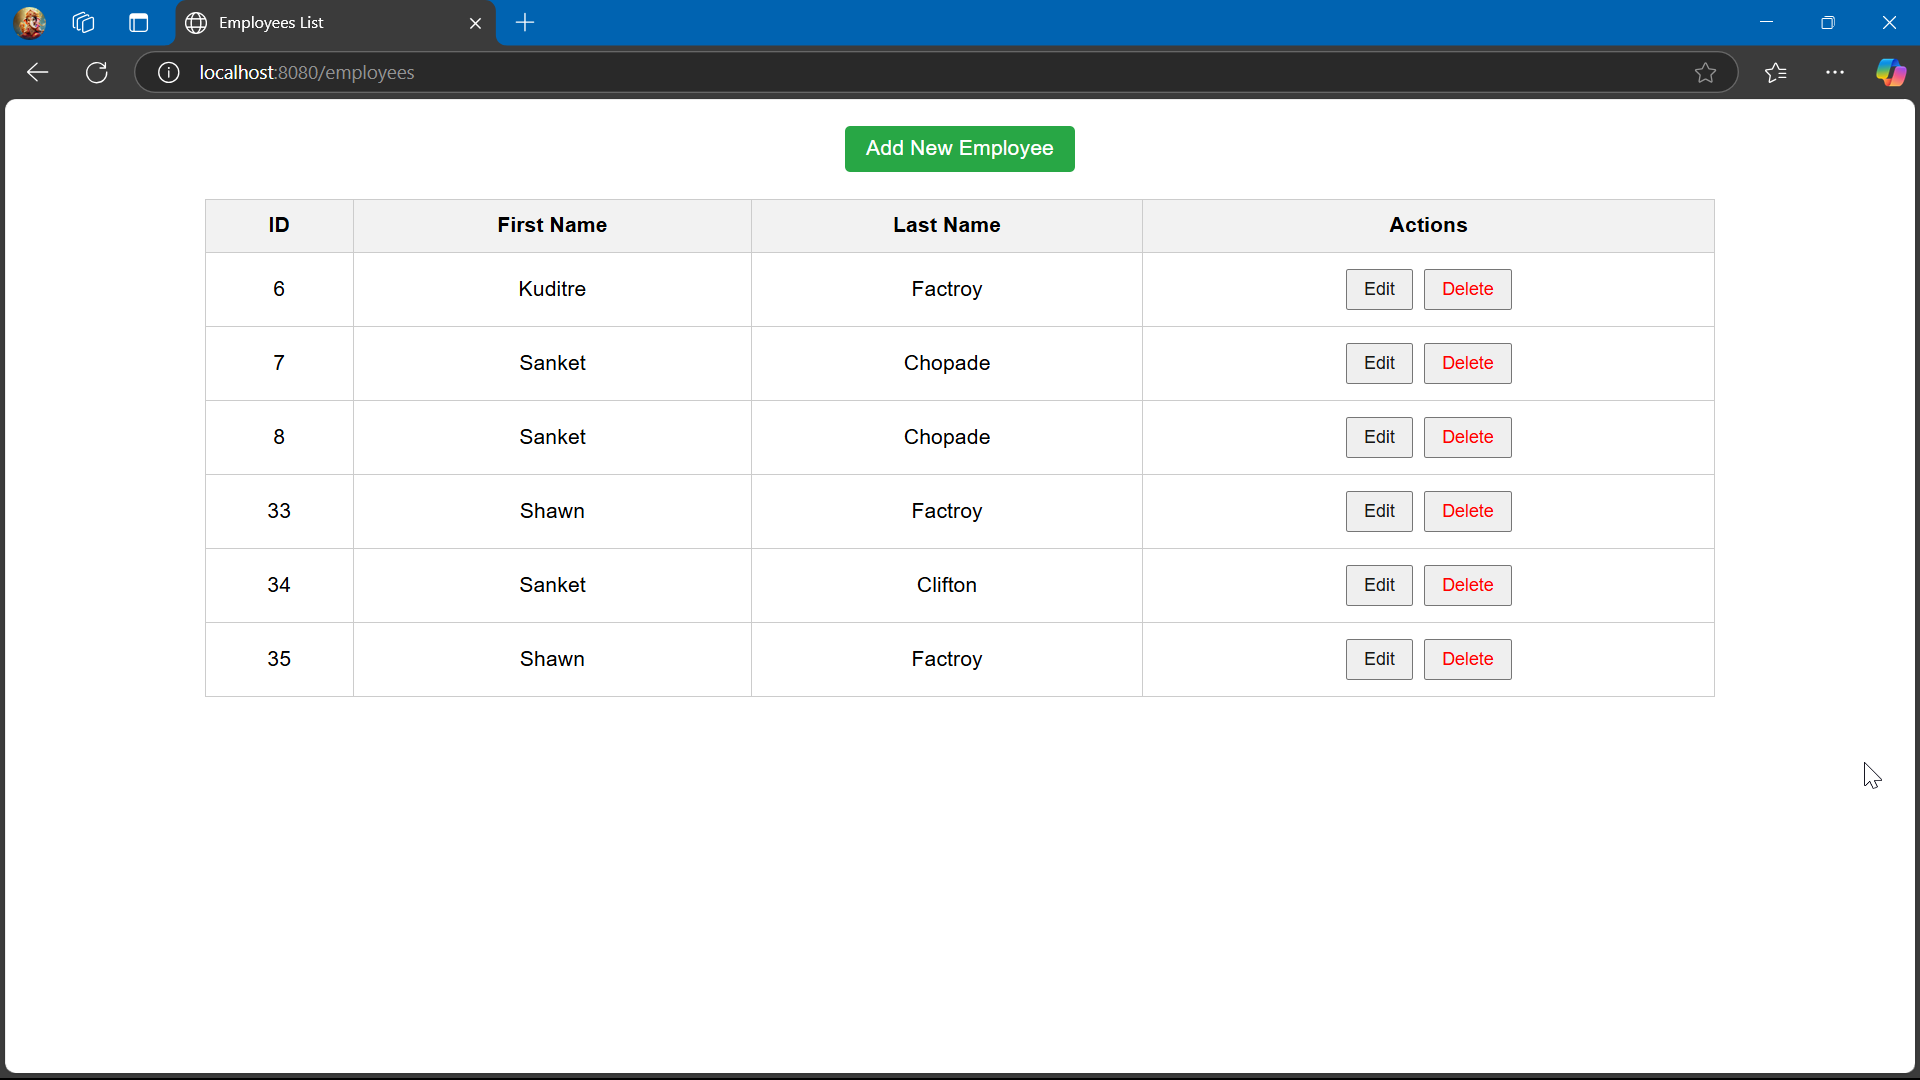 Employees List
localhost:8080/employees
Add New Employee
ID First Name Last Name Actions
6 Kuditre Factroy Edit Delete
7 Sanket Chopade Edit Delete
8 Sanket Chopade Edit Delete
33 Shawn Factroy Edit Delete
34 Sanket Clifton Edit Delete
35 Shawn Factroy Edit Delete